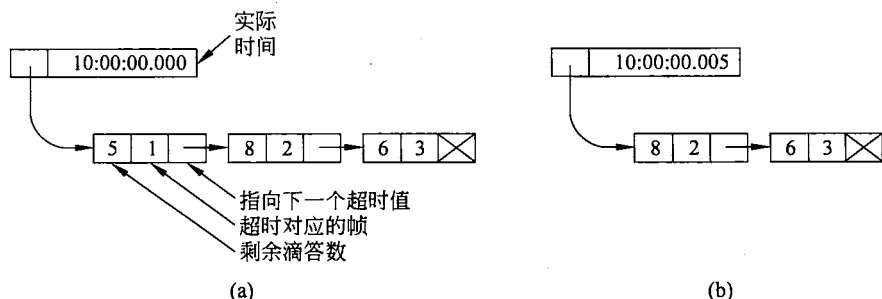 实际
时间
10:00:00.000
5 1 8 2 6 3
指向下一个超时值
超时对应的帧
剩余滴答数
(a)
10:00:00.005
8 2 6 3
(b)